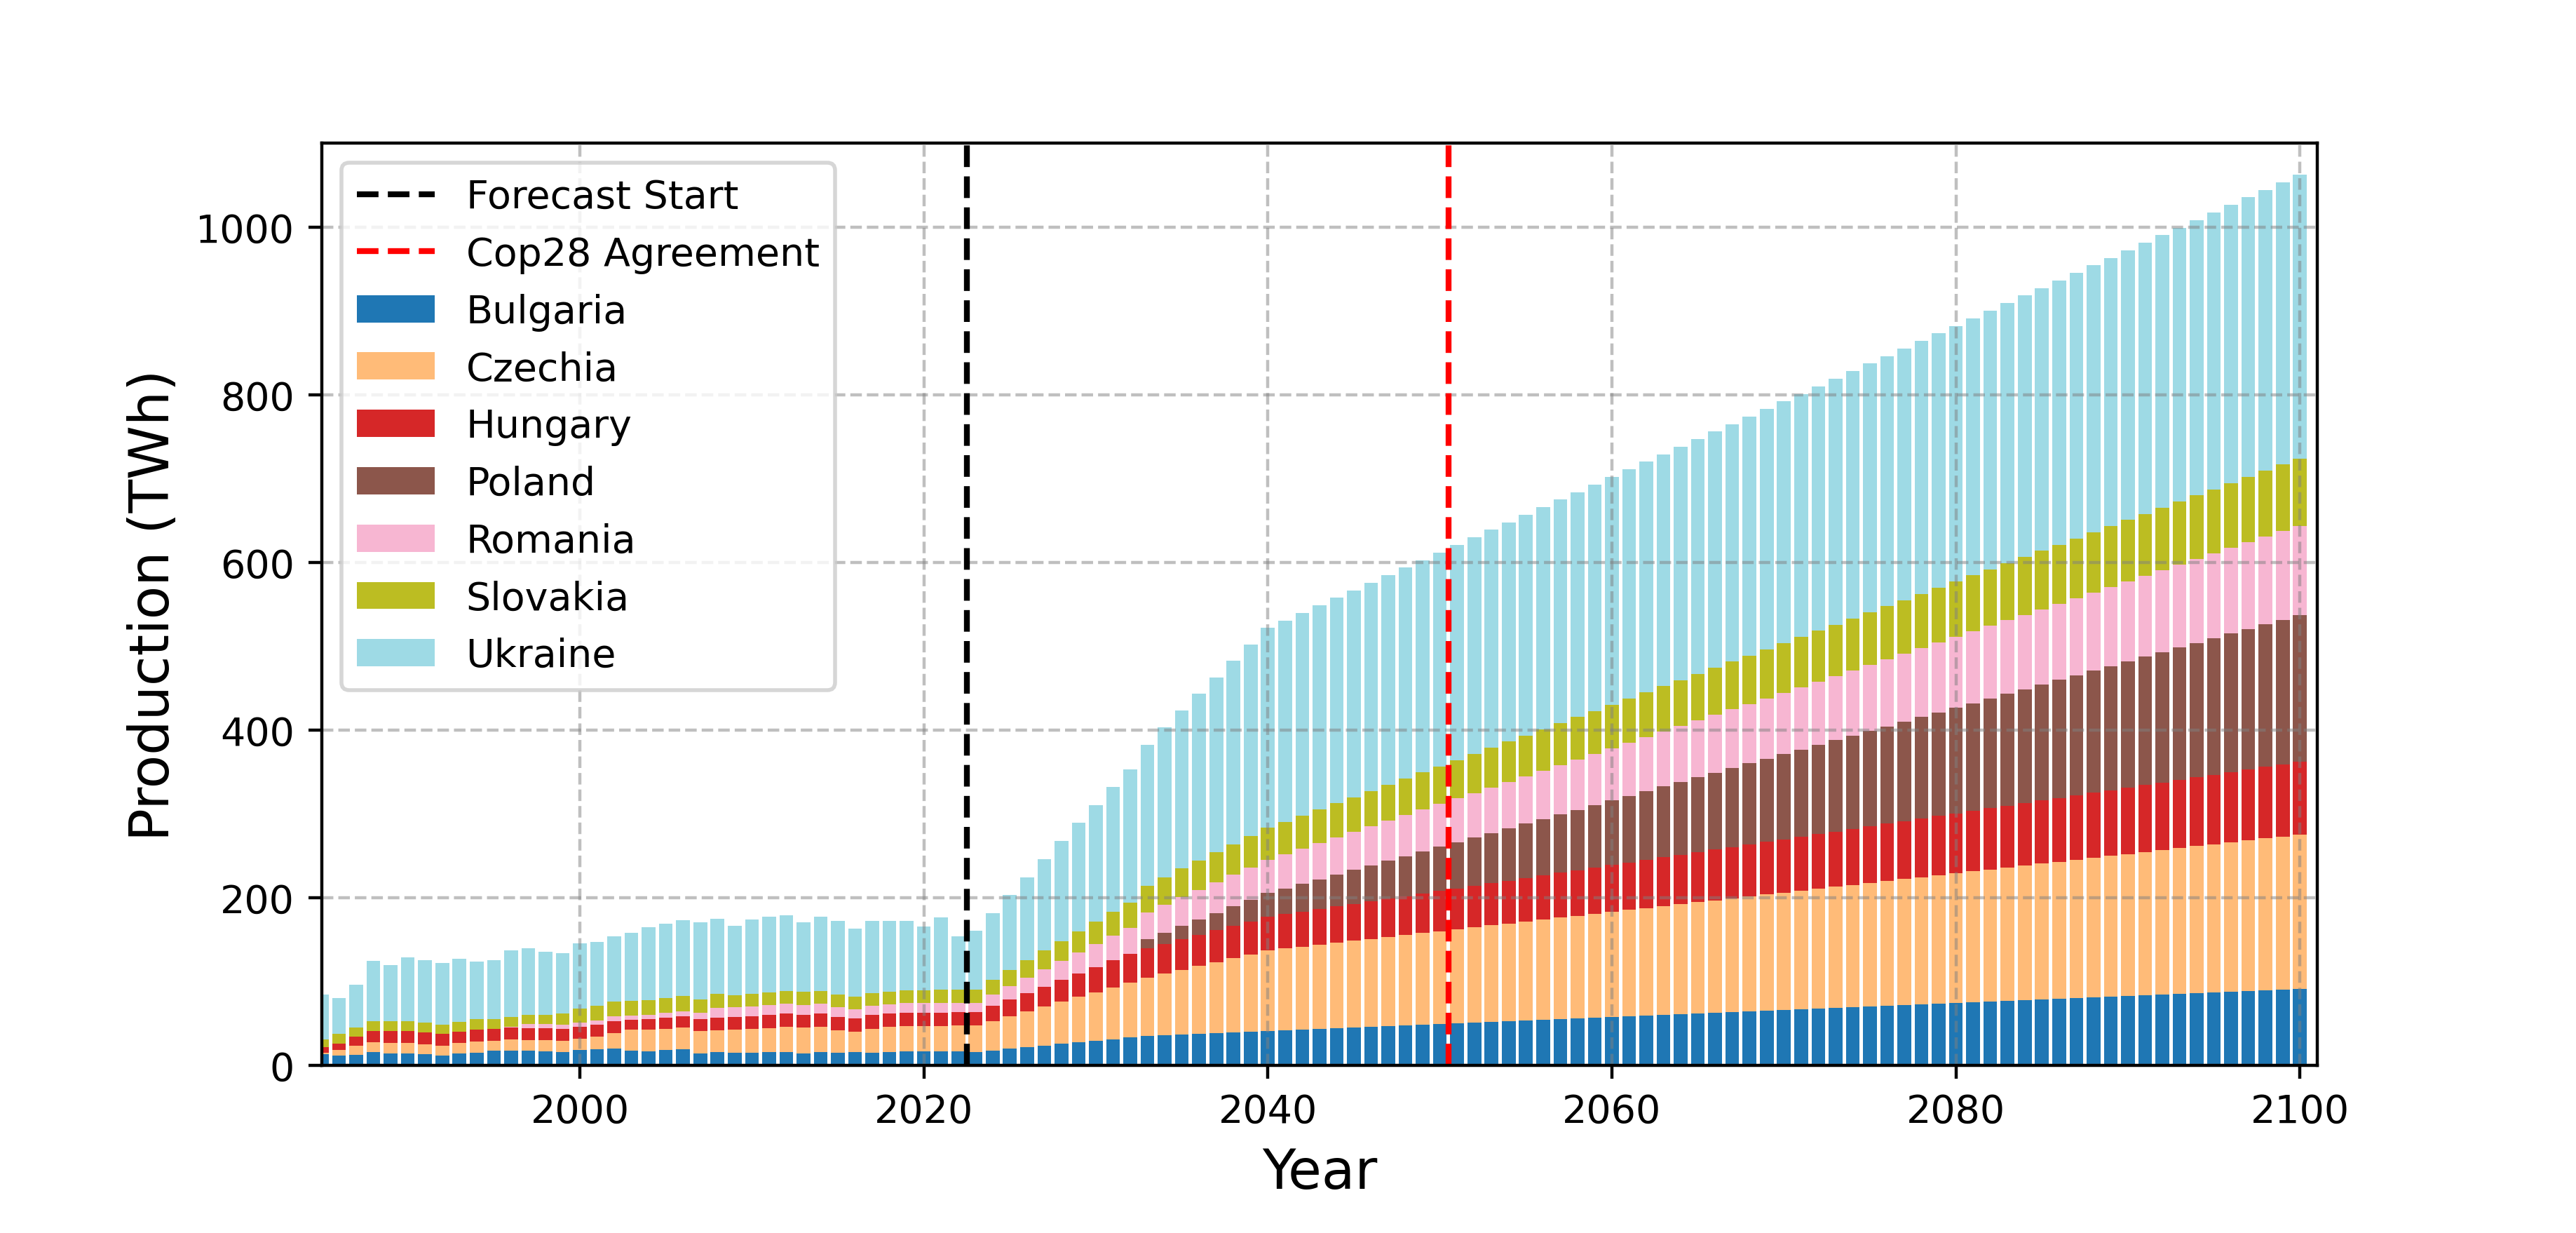 Forecast Start
Cop28 Agreement
Bulgaria
Czechia
Hungary
Poland
Romania
Slovakia
Ukraine
Production (TWh)
1000
800
600
400
200
0
2000 2020 2040 2060 2080 2100
Year